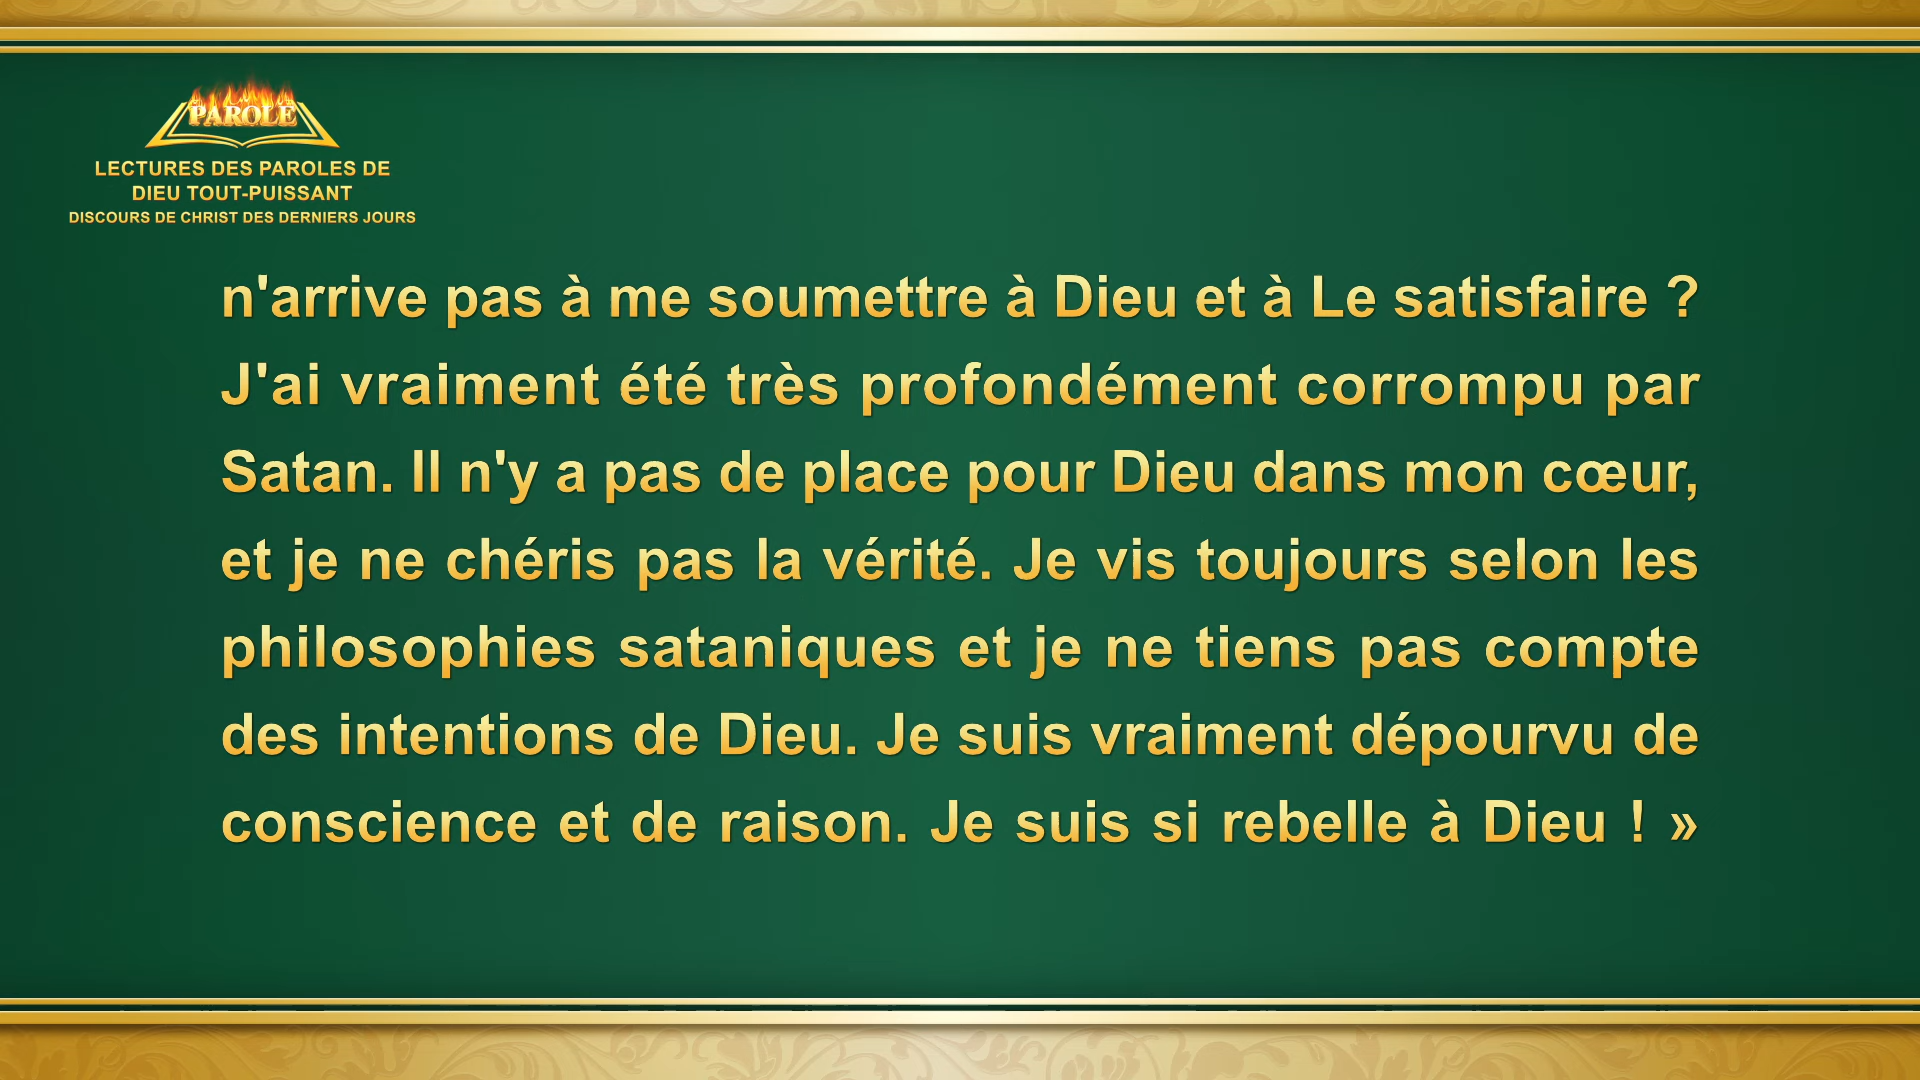 PAROLE
LECTURES DES PAROLES DE
DIEU TOUT-PUISSANT
DISCOURS DE CHRIST DES DERNIERS JOURS
n'arrive pas à me soumettre à Dieu et à Le satisfaire ?
J'ai vraiment été très profondément corrompu par
Satan. Il n'y a pas de place pour Dieu dans mon cœur,
et je ne chéris pas la vérité. Je vis toujours selon les
philosophies sataniques et je ne tiens pas compte
des intentions de Dieu. Je suis vraiment dépourvu de
conscience et de raison. Je suis si rebelle à Dieu ! »